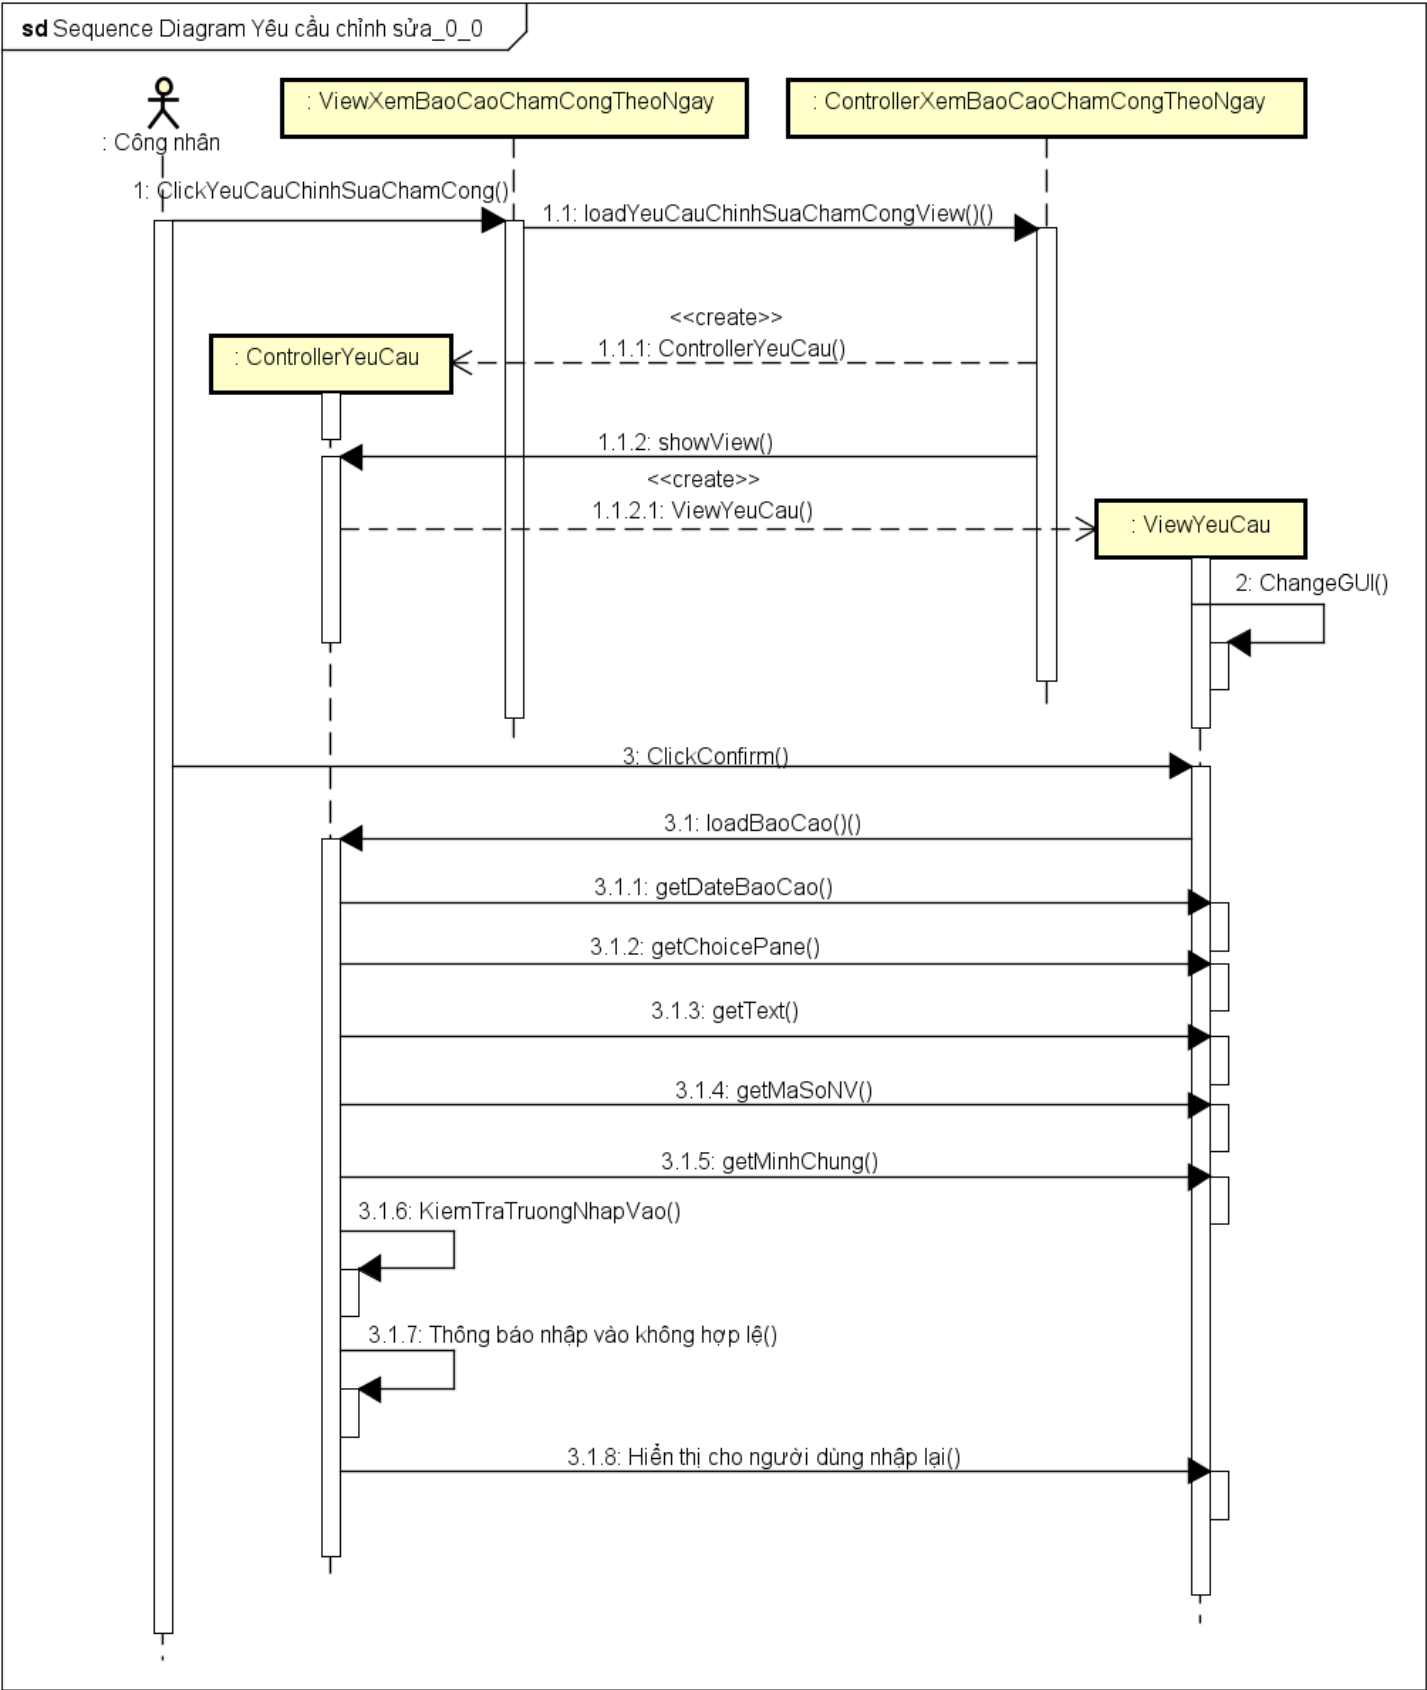 sd Sequence Diagram Yêu cầu chỉnh sửa_0_0
: ViewXemBaoCaoChamCongTheoNgay
: ControllerXemBaoCaoChamCongTheoNgay
: Công nhân
1: ClickYeuCauChinhSuaChamCong()
1.1: loadYeuCauChinhSuaChamCongView()()
<<create>>
1.1.1: ControllerYeuCau()
: ControllerYeuCau
1.1.2: showView()
<<create>>
1.1.2.1: ViewYeuCau()
: ViewYeuCau
2: ChangeGUI()
3: ClickConfirm()
3.1: loadBaoCao()()
3.1.1: getDateBaoCao()
3.1.2: getChoicePane()
3.1.3: getText()
3.1.4: getMaSoNV()
3.1.5: getMinhChung()
3.1.6: KiemTraTruongNhapVao()
3.1.7: Thông báo nhập vào không hợp lệ()
3.1.8: Hiển thị cho người dùng nhập lại()